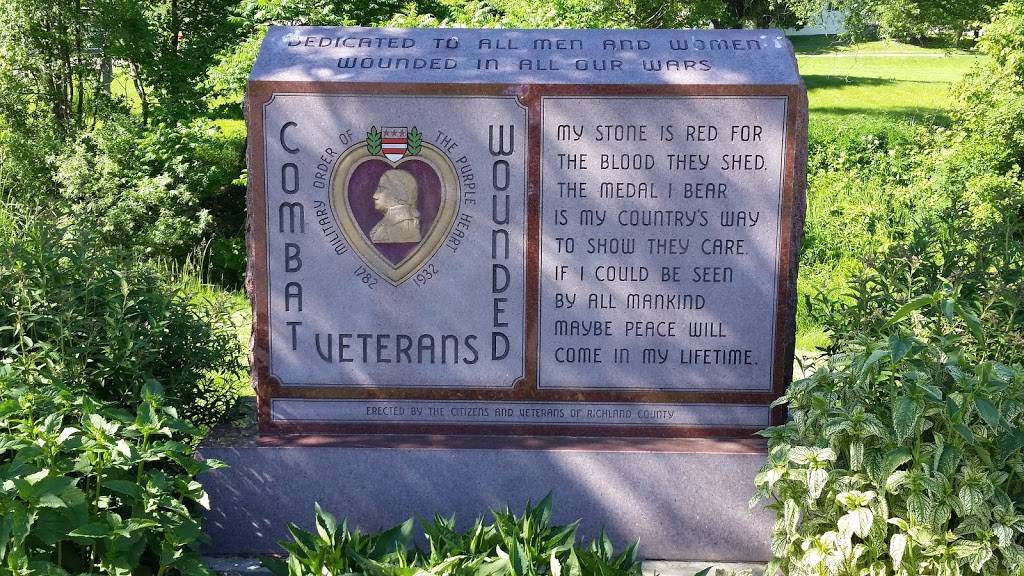 DEDICATED TO ALL MEN AND WOMEN
WOUNDED IN ALL OUR WARS
COMBAT
WOUNDED
VETERANS
MILITARY ORDER OF THE PURPLE HEART
1782 1932
MY STONE IS RED FOR
THE BLOOD THEY SHED.
THE MEDAL I BEAR
IS MY COUNTRY'S WAY
TO SHOW THEY CARE.
IF I COULD BE SEEN
BY ALL MANKIND
MAYBE PEACE WILL
COME IN MY LIFETIME.
ERECTED BY THE CITIZENS AND VETERANS OF RICHLAND COUNTY